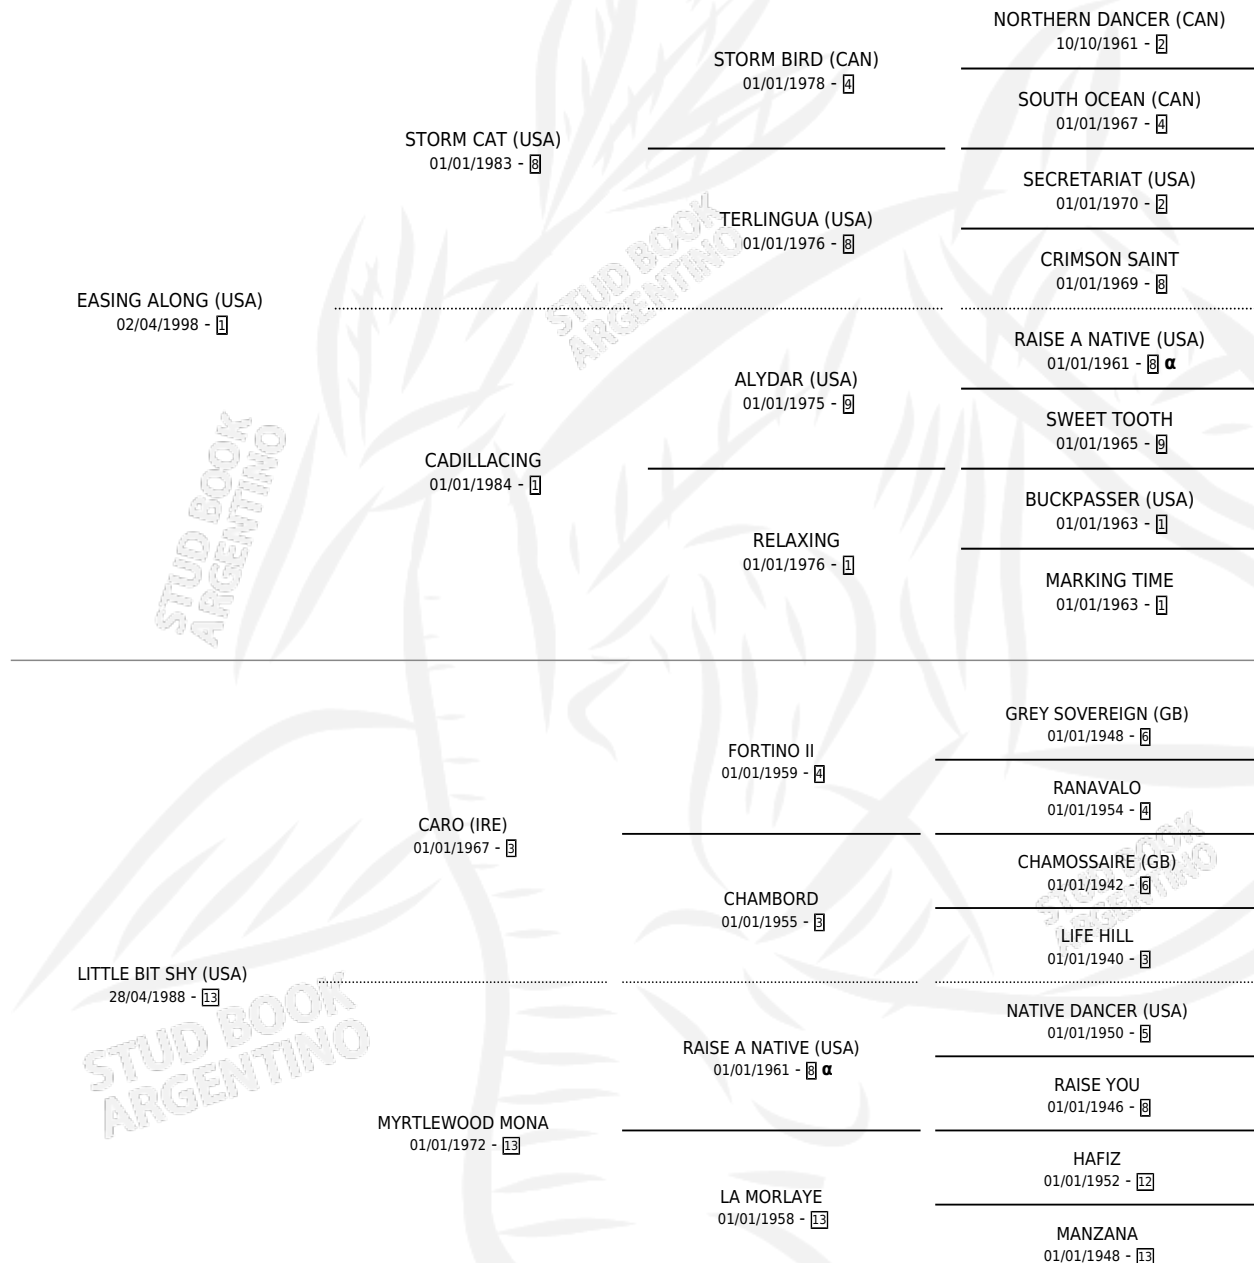 NORTHERN DANCER (CAN)
10/10/1961 - 2
STORM BIRD (CAN)
01/01/1978 - 4
SOUTH OCEAN (CAN)
01/01/1967 - 4
STORM CAT (USA)
01/01/1983 - 8
SECRETARIAT (USA)
01/01/1970 - 2
TERLINGUA (USA)
01/01/1976 - 8
CRIMSON SAINT
01/01/1969 - 8
EASING ALONG (USA)
02/04/1998 - 1
RAISE A NATIVE (USA)
01/01/1961 - 8 α
ALYDAR (USA)
01/01/1975 - 9
SWEET TOOTH
01/01/1965 - 9
CADILLACING
01/01/1984 - 1
BUCKPASSER (USA)
01/01/1963 - 1
RELAXING
01/01/1976 - 1
MARKING TIME
01/01/1963 - 1
GREY SOVEREIGN (GB)
01/01/1948 - 6
FORTINO II
01/01/1959 - 4
RANAVALO
01/01/1954 - 4
CARO (IRE)
01/01/1967 - 3
CHAMOSSAIRE (GB)
01/01/1942 - 6
CHAMBORD
01/01/1955 - 3
LIFE HILL
01/01/1940 - 3
LITTLE BIT SHY (USA)
28/04/1988 - 13
NATIVE DANCER (USA)
01/01/1950 - 5
RAISE A NATIVE (USA)
01/01/1961 - 8 α
RAISE YOU
01/01/1946 - 8
MYRTLEWOOD MONA
01/01/1972 - 13
HAFIZ
01/01/1952 - 12
LA MORLAYE
01/01/1958 - 13
MANZANA
01/01/1948 - 13
STUD BOOK
ARGENTINO
STUD BOOK
ARGENTINO
STUD BOOK
ARGENTINO
STUD BOOK
ARGENTINO